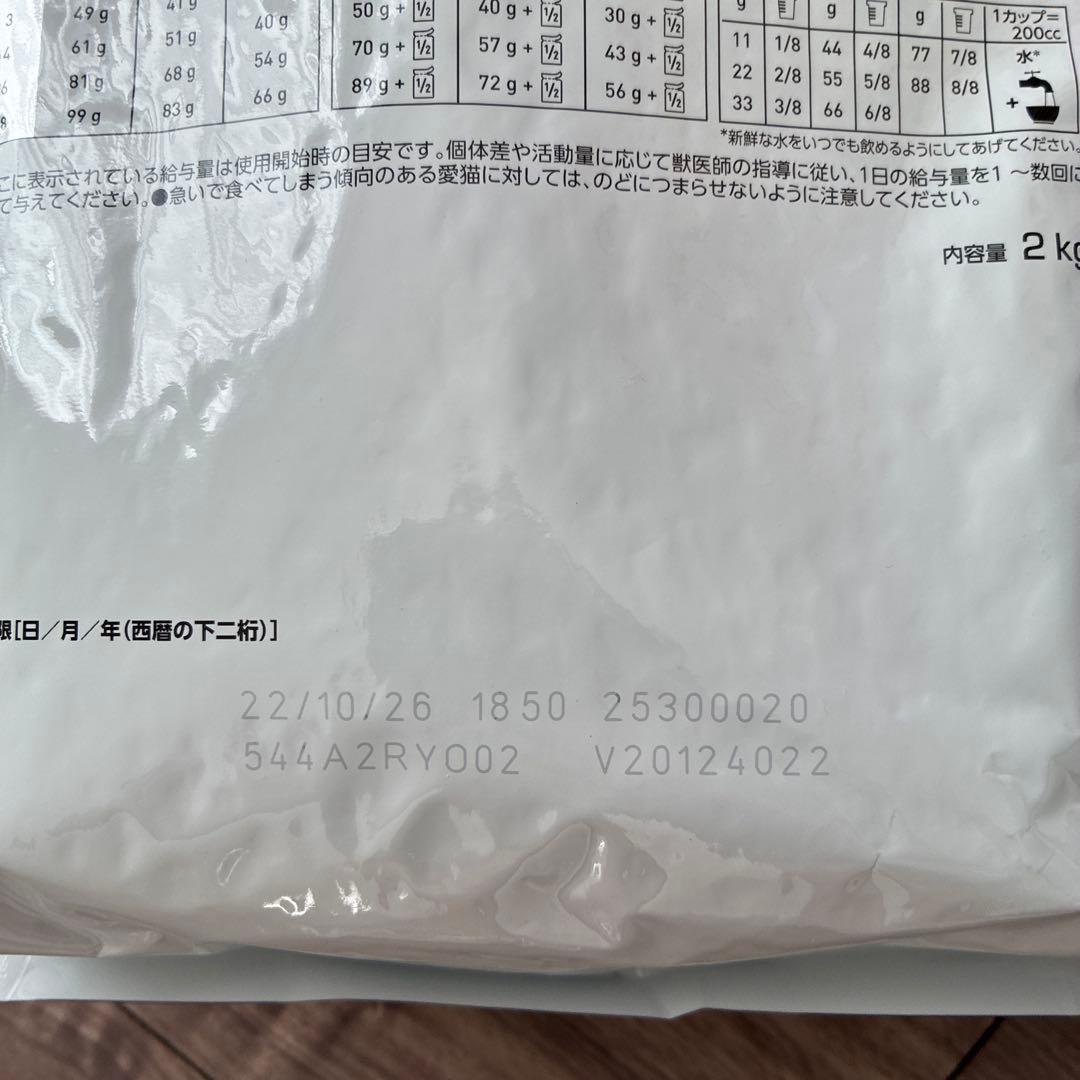 3 49 g 41 g 40 g 50 g + 1/2 40 g + 1/2 30 g + 1/2
4 61 g 51 g 54 g 70 g + 1/2 57 g + 1/2 43 g + 1/2
6 81 g 68 g 66 g 89 g + 1/2 72 g + 1/2 56 g + 1/2
8 99 g 83 g
g g g 1カップ=
200cc
11 1/8 44 4/8 77 7/8 水*
22 2/8 55 5/8 88 8/8
33 3/8 66 6/8 +
*新鮮な水をいつでも飲めるようにしてあげてください。
こに表示されている給与量は使用開始時の目安です。個体差や活動量に応じて獣医師の指導に従い、1日の給与量を1 〜数回に
て与えてください。●急いで食べてしまう傾向のある愛猫に対しては、のどにつまらせないように注意してください。
内容量 2 kg
限[日/月/年(西暦の下二桁)]
22/10/26 1850 25300020
544A2RY002 V20124022